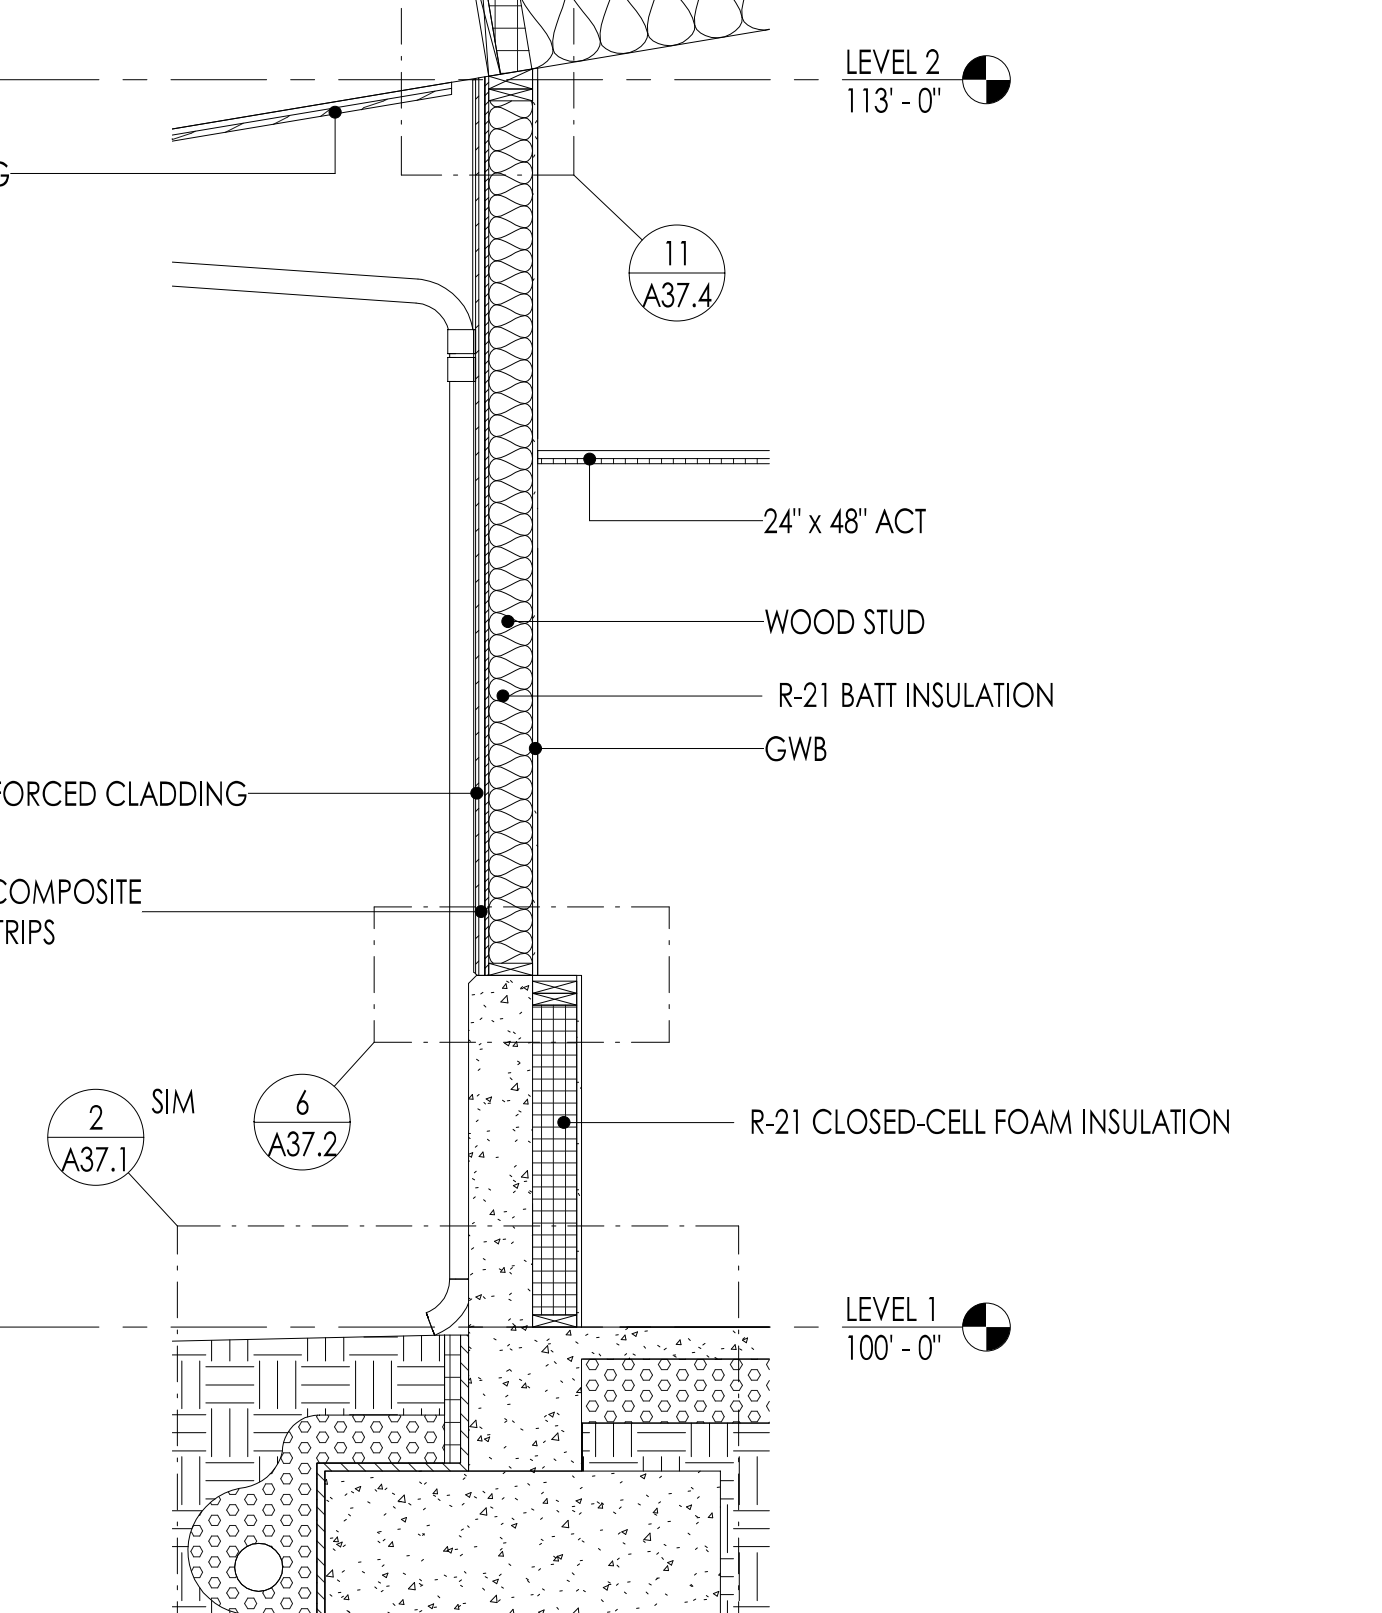 LEVEL 2
113' - 0"
G
11
A37.4
24" x 48" ACT
WOOD STUD
R-21 BATT INSULATION
GWB
FORCED CLADDING
COMPOSITE
TRIPS
SIM
2
A37.1
6
A37.2
R-21 CLOSED-CELL FOAM INSULATION
LEVEL 1
100' - 0"